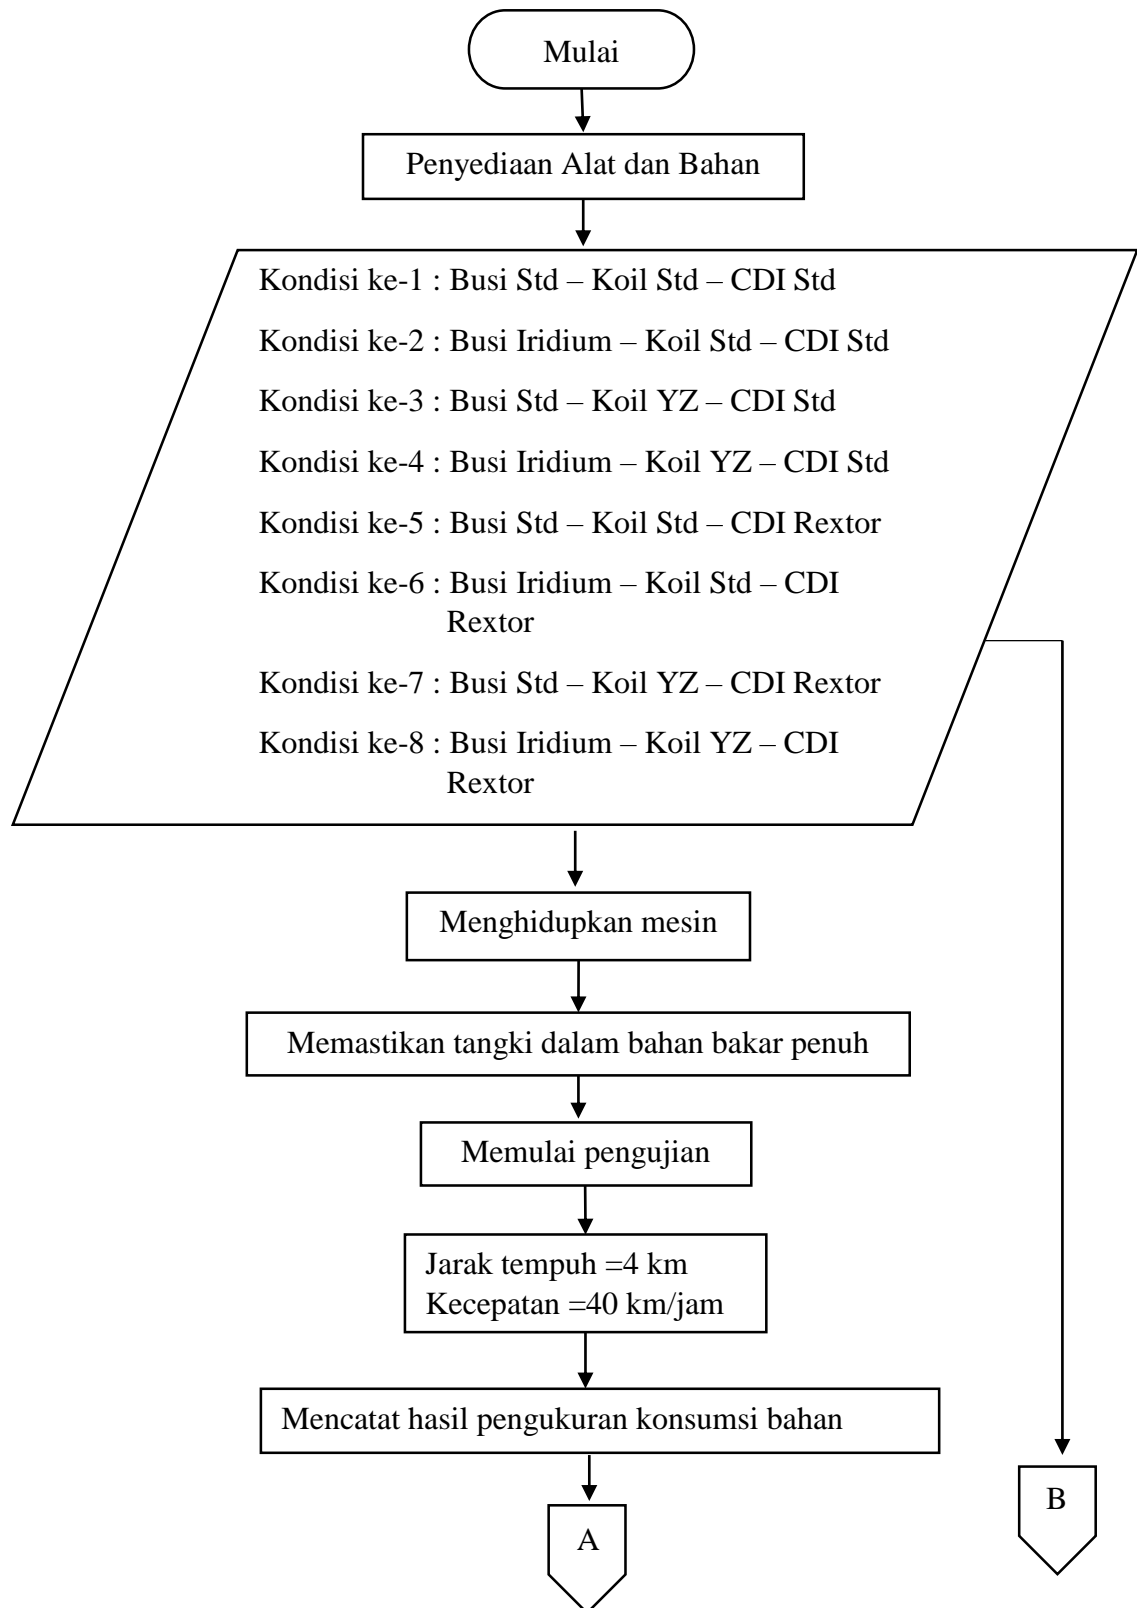 Mulai
Penyediaan Alat dan Bahan
Kondisi ke-1 : Busi Std – Koil Std – CDI Std
Kondisi ke-2 : Busi Iridium – Koil Std – CDI Std
Kondisi ke-3 : Busi Std – Koil YZ – CDI Std
Kondisi ke-4 : Busi Iridium – Koil YZ – CDI Std
Kondisi ke-5 : Busi Std – Koil Std – CDI Rextor
Kondisi ke-6 : Busi Iridium – Koil Std – CDI
Rextor
Kondisi ke-7 : Busi Std – Koil YZ – CDI Rextor
Kondisi ke-8 : Busi Iridium – Koil YZ – CDI
Rextor
Menghidupkan mesin
Memastikan tangki dalam bahan bakar penuh
Memulai pengujian
Jarak tempuh =4 km
Kecepatan =40 km/jam
Mencatat hasil pengukuran konsumsi bahan
A
B